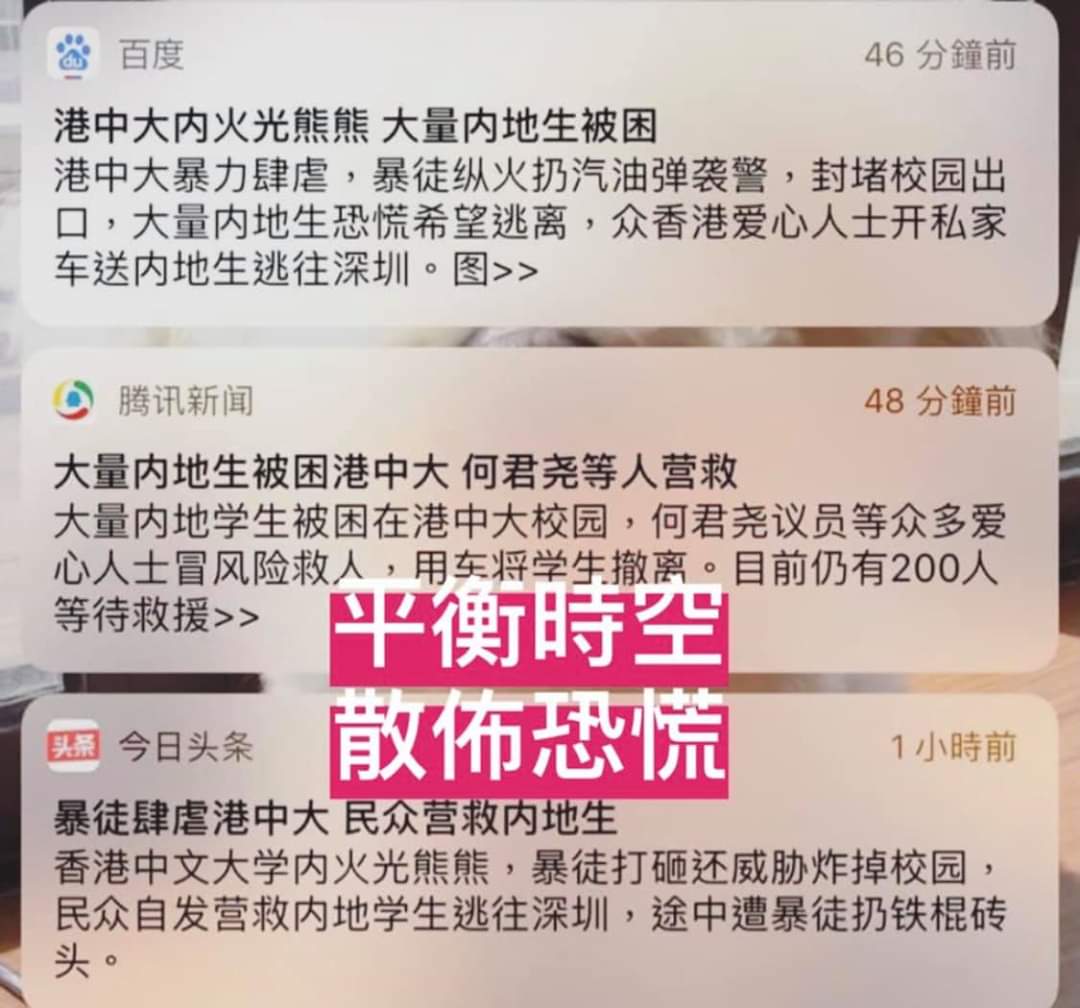 百度
46 分鐘前
港中大内火光熊熊 大量内地生被困
港中大暴力肆虐，暴徒纵火扔汽油弹袭警，封堵校园出
口，大量内地生恐慌希望逃离，众香港爱心人士开私家
车送内地生逃往深圳。图>>
腾讯新闻
48 分鐘前
大量内地生被困港中大 何君尧等人营救
大量内地学生被困在港中大校园，何君尧议员等众多爱
心人士冒风险救人，用车将学生撤离。目前仍有200人
等待救援>>
平衡時空
散佈恐慌
头条
今日头条
1 小時前
暴徒肆虐港中大 民众营救内地生
香港中文大学内火光熊熊，暴徒打砸还威胁炸掉校园，
民众自发营救内地学生逃往深圳，途中遭暴徒扔铁棍砖
头。